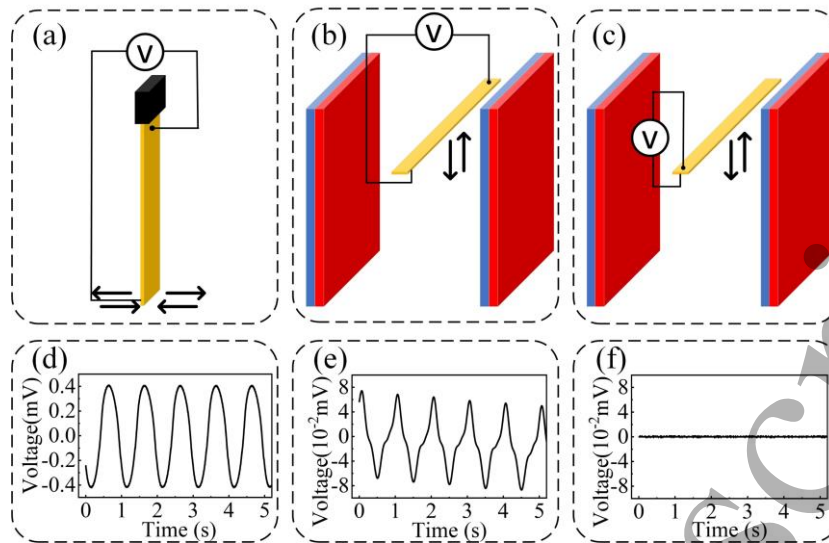 (a)
V
(b)
V
(c)
V
(d)
Voltage(mV)
0.4
0.2
0.0
-0.2
-0.4
0 1 2 3 4 5
Time (s)
(e)
Voltage(10⁻²mV)
8
4
0
-4
-8
0 1 2 3 4 5
Time (s)
(f)
Voltage(10⁻²mV)
8
4
0
-4
-8
0 1 2 3 4 5
Time (s)